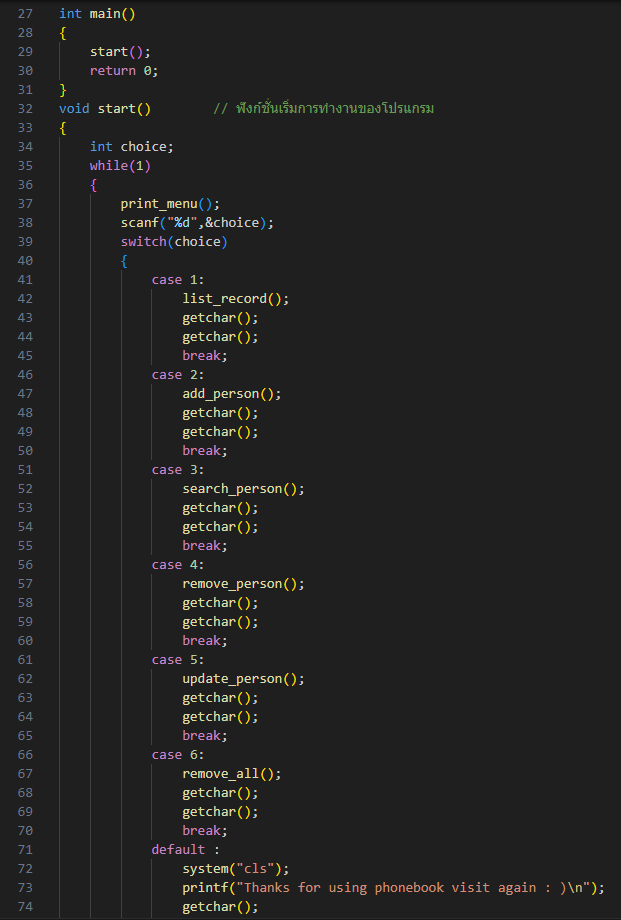 27 int main()
28 {
29     start();
30     return 0;
31 }
32 void start()        // ฟังก์ชั่นเริ่มการทำงานของโปรแกรม
33 {
34     int choice;
35     while(1)
36     {
37         print_menu();
38         scanf("%d",&choice);
39         switch(choice)
40         {
41             case 1:
42                 list_record();
43                 getchar();
44                 getchar();
45                 break;
46             case 2:
47                 add_person();
48                 getchar();
49                 getchar();
50                 break;
51             case 3:
52                 search_person();
53                 getchar();
54                 getchar();
55                 break;
56             case 4:
57                 remove_person();
58                 getchar();
59                 getchar();
60                 break;
61             case 5:
62                 update_person();
63                 getchar();
64                 getchar();
65                 break;
66             case 6:
67                 remove_all();
68                 getchar();
69                 getchar();
70                 break;
71             default :
72                 system("cls");
73                 printf("Thanks for using phonebook visit again : )\n");
74                 getchar();